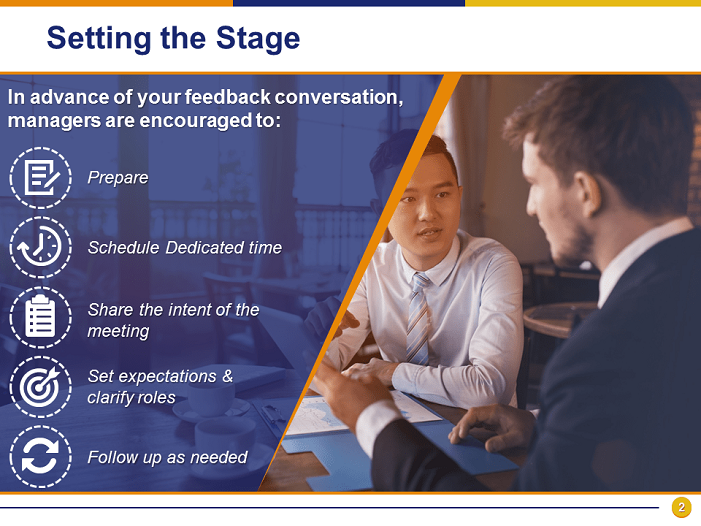 Setting the Stage
In advance of your feedback conversation,
managers are encouraged to:
Prepare
Schedule Dedicated time
Share the intent of the
meeting
Set expectations &
clarify roles
Follow up as needed
2